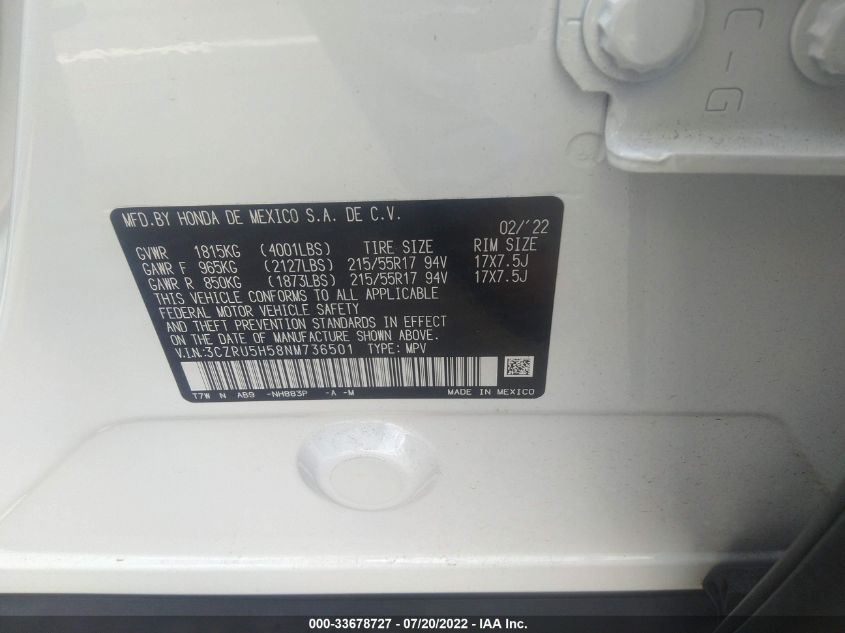 C-G
MFD.BY HONDA DE MEXICO S.A. DE C.V.
02/'22
GVWR 1815KG (4001LBS) TIRE SIZE RIM SIZE
GAWR F 965KG (2127LBS) 215/55R17 94V 17X7.5J
GAWR R 850KG (1873LBS) 215/55R17 94V 17X7.5J
THIS VEHICLE CONFORMS TO ALL APPLICABLE
FEDERAL MOTOR VEHICLE SAFETY
AND THEFT PREVENTION STANDARDS IN EFFECT
ON THE DATE OF MANUFACTURE SHOWN ABOVE.
V.I.N:3CZRU5H58NM736501 TYPE: MPV
T7W N AB9 -NH883P -A -M MADE IN MEXICO
000-33678727 - 07/20/2022 - IAA Inc.